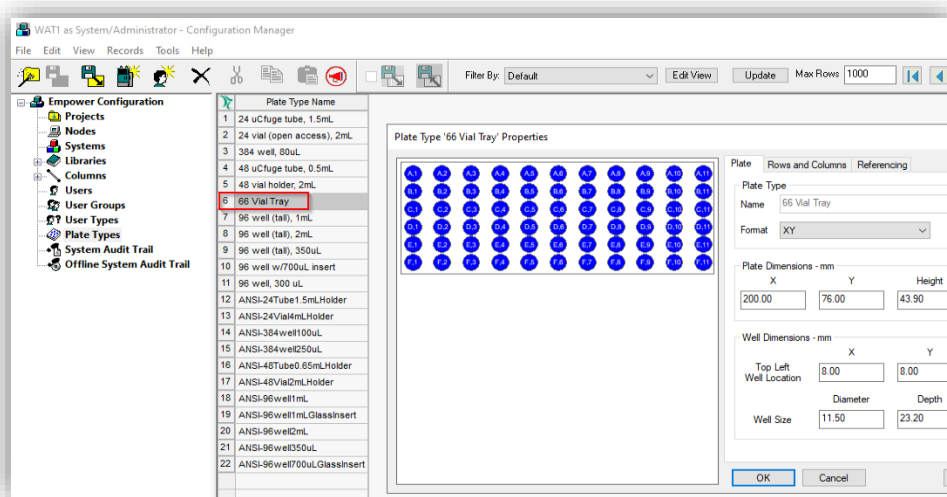 WAT1 as System/Administrator - Configuration Manager
File Edit View Records Tools Help
Filter By: Default Edit View Update Max Rows 1000
Empower Configuration
Projects
Nodes
Systems
Libraries
Columns
Users
User Groups
User Types
Plate Types
System Audit Trail
Offline System Audit Trail
Plate Type Name
1 24 uCfuge tube, 1.5mL
2 24 vial (open access), 2mL
3 384 well, 80uL
4 48 uCfuge tube, 0.5mL
5 48 vial holder, 2mL
6 66 Vial Tray
7 96 well (tall), 1mL
8 96 well (tall), 2mL
9 96 well (tall), 350uL
10 96 well w/700uL insert
11 96 well, 300 uL
12 ANSI-24Tube1.5mLHolder
13 ANSI-24Vial4mLHolder
14 ANSI-384well100uL
15 ANSI-384well250uL
16 ANSI-48Tube0.65mLHolder
17 ANSI-48Vial2mLHolder
18 ANSI-96well1mL
19 ANSI-96well1mLGlassInsert
20 ANSI-96well2mL
21 ANSI-96well350uL
22 ANSI-96well700uLGlassInsert
Plate Type '66 Vial Tray' Properties
A,1 A,2 A,3 A,4 A,5 A,6 A,7 A,8 A,9 A,10 A,11
B,1 B,2 B,3 B,4 B,5 B,6 B,7 B,8 B,9 B,10 B,11
C,1 C,2 C,3 C,4 C,5 C,6 C,7 C,8 C,9 C,10 C,11
D,1 D,2 D,3 D,4 D,5 D,6 D,7 D,8 D,9 D,10 D,11
E,1 E,2 E,3 E,4 E,5 E,6 E,7 E,8 E,9 E,10 E,11
F,1 F,2 F,3 F,4 F,5 F,6 F,7 F,8 F,9 F,10 F,11
Plate Rows and Columns Referencing
Plate Type
Name 66 Vial Tray
Format XY
Plate Dimensions - mm
X Y Height
200.00 76.00 43.90
Well Dimensions - mm
X Y
Top Left
Well Location 8.00 8.00
Diameter Depth
Well Size 11.50 23.20
OK Cancel